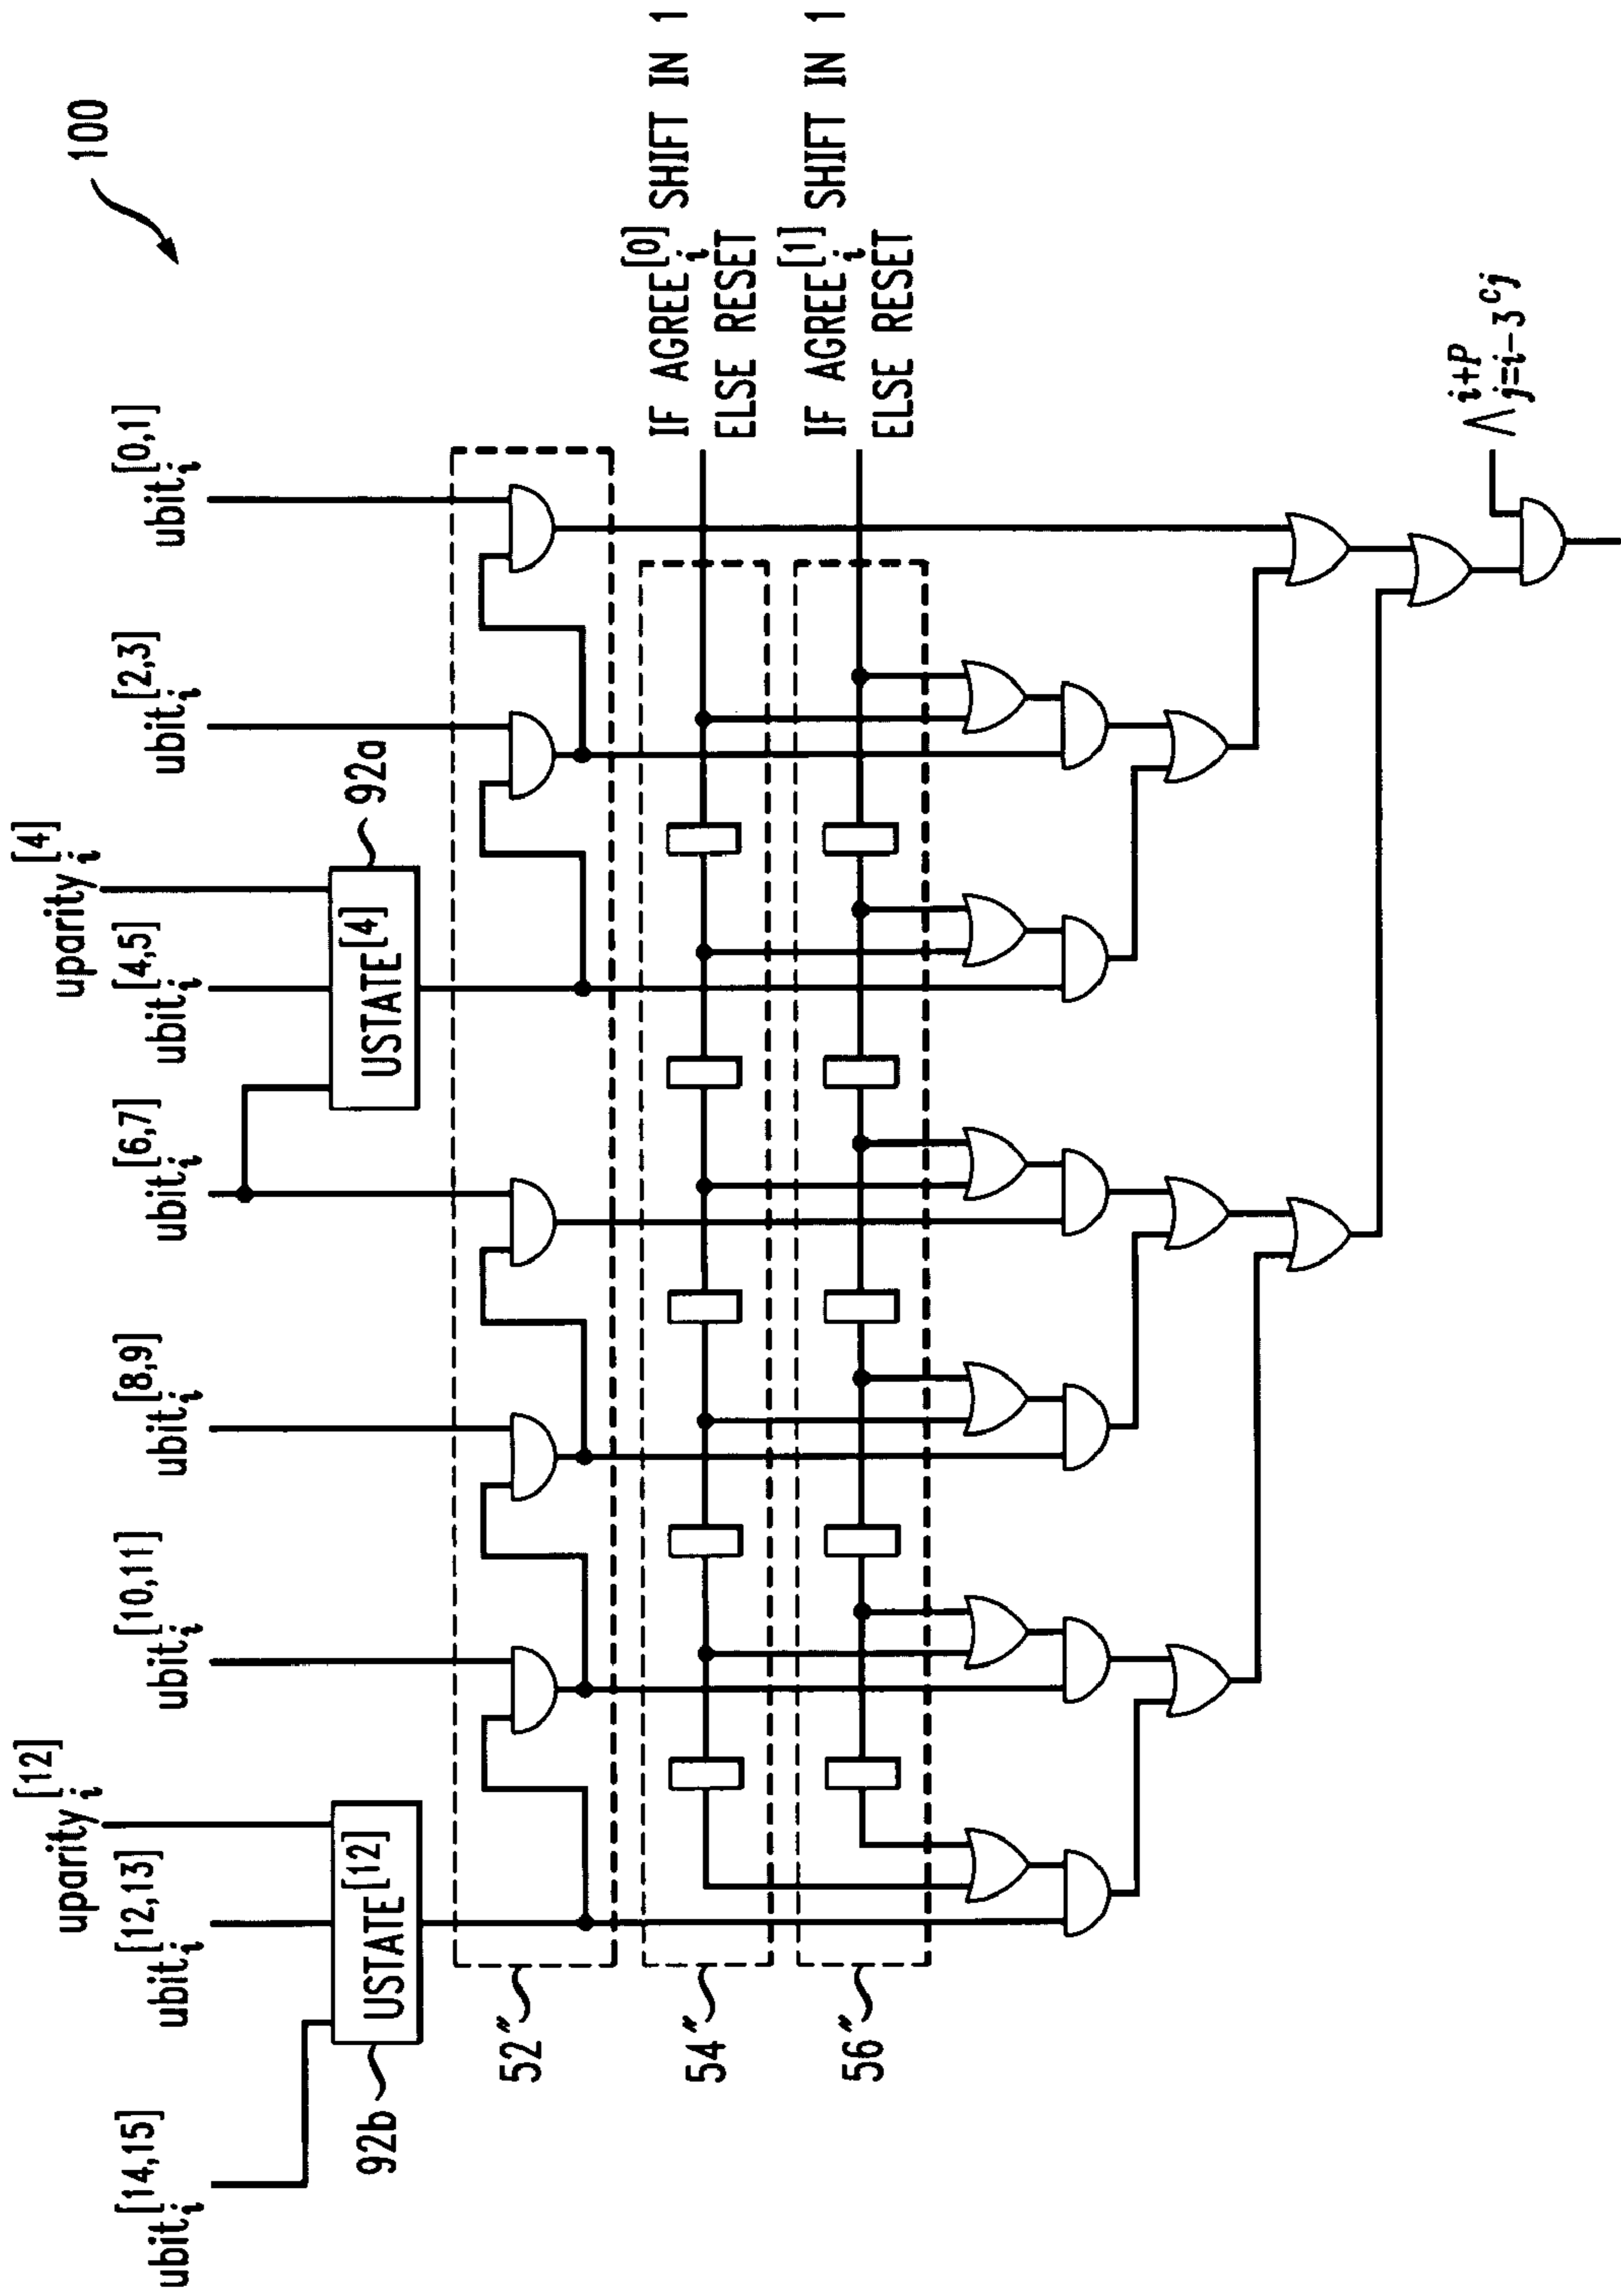 100
ubit_i^[14,15]
ubit_i^[12,13]
uparity_i^[12]
ubit_i^[10,11]
ubit_i^[8,9]
ubit_i^[6,7]
ubit_i^[4,5]
uparity_i^[4]
ubit_i^[2,3]
ubit_i^[0,1]
USTATE^[12]
92b
USTATE^[4]
92a
52″
54″
56″
IF AGREE_i^[0] SHIFT IN 1
ELSE RESET
IF AGREE_i^[1] SHIFT IN 1
ELSE RESET
Λ_{j=i-3}^{i+P} cj